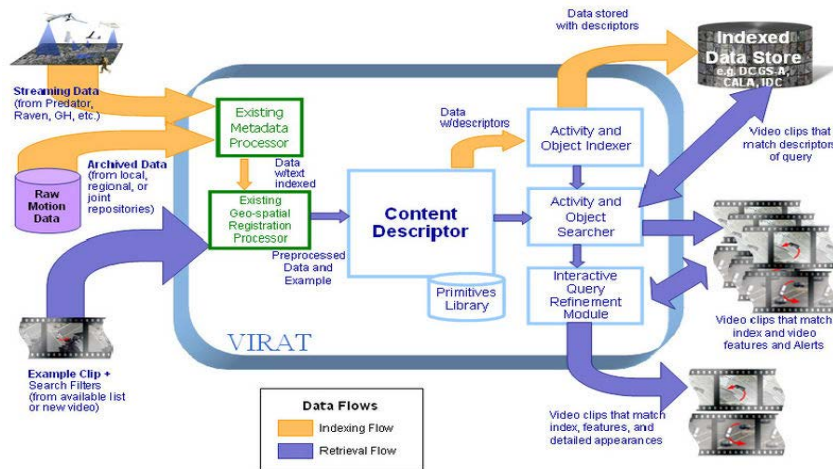 Streaming Data
(from Predator,
Raven, GH, etc.)
Archived Data
(from local,
regional, or
joint repositories)
Raw
Motion
Data
Example Clip +
Search Filters
(from available list
or new video)
Existing
Metadata
Processor
Data
w/text
indexed
Existing
Geo-spatial
Registration
Processor
Preprocessed
Data and
Example
Content
Descriptor
Primitives
Library
Data
w/descriptors
Activity and
Object Indexer
Activity and
Object
Searcher
Interactive
Query
Refinement
Module
VIRAT
Data stored
with descriptors
Indexed
Data Store
e.g. DCGS-A,
CALA, IDC
Video clips that
match descriptors
of query
Video clips that match
index and video
features and Alerts
Video clips that match
index, features, and
detailed appearances
Data Flows
Indexing Flow
Retrieval Flow